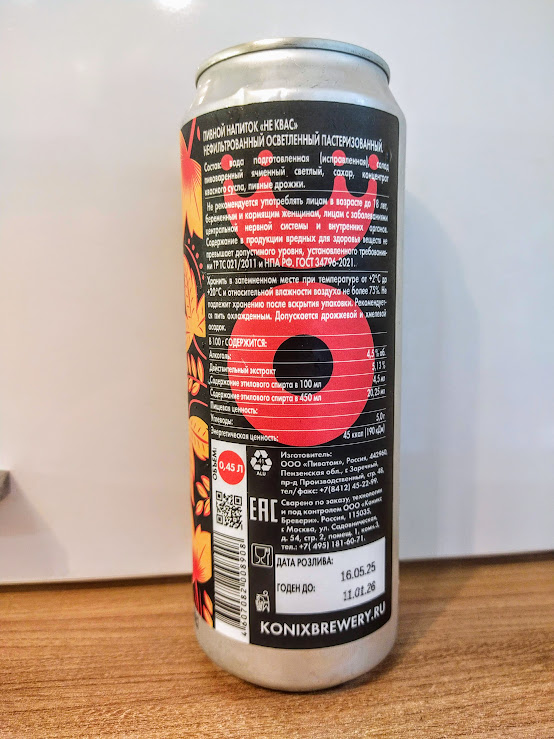 ПИВНОЙ НАПИТОК «НЕ КВАС»
НЕФИЛЬТРОВАННЫЙ ОСВЕТЛЕННЫЙ ПАСТЕРИЗОВАННЫЙ.
Состав: вода подготовленная (исправленная), солод
пивоваренный ячменный светлый, сахар, концентрат
квасного сусла, пивные дрожжи.
Не рекомендуется употреблять лицам в возрасте до 18 лет,
беременным и кормящим женщинам, лицам с заболеваниями
центральной нервной системы и внутренних органов.
Содержание в продукции вредных для здоровья веществ не
превышает допустимого уровня, установленного требования-
ми ТР ТС 021/2011 и НПА РФ. ГОСТ 34796-2021.
Хранить в затемненном месте при температуре от +2°С до
+20°С и относительной влажности воздуха не более 75%. Не
подлежит хранению после вскрытия упаковки. Рекомендует-
ся пить охлажденным. Допускается дрожжевой и хмелевой
осадок.
В 100 г СОДЕРЖИТСЯ:
Алкоголь: 4,5% об.
Действительный экстракт 5,13%
Содержание этилового спирта в 100 мл 4,5 мл
Содержание этилового спирта в 450 мл 20,25 мл
Пищевая ценность:
Углеводы: 5,0 г
Энергетическая ценность: 45 ккал (190 кДж)
ОБЪЕМ:
0,45 Л
41
ALU
Изготовитель:
ООО «Пивотом», Россия, 442960,
Пензенская обл., г. Заречный,
пр-д Производственный, стр. 48,
тел/факс: +7(8412) 45-22-99.
EAC
Сварено по заказу, технологии
и под контролем ООО «Коникс
Бревери». Россия, 115035,
г. Москва, ул. Садовническая,
д. 54, стр. 2, помещ. 1, ком.
тел.: +7( 495) 181-60-71.
ДАТА РОЗЛИВА:
16.05.25
ГОДЕН ДО:
11.01.26
4607082008908
KONIXBREWERY.RU